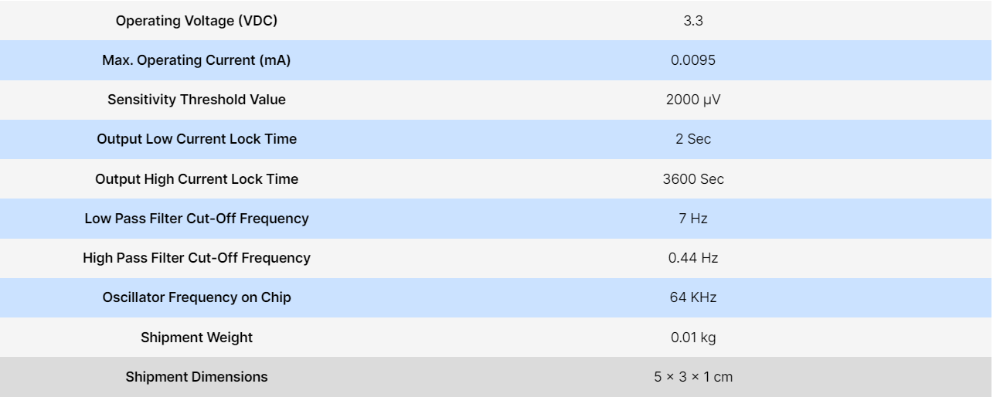 Operating Voltage (VDC) 3.3
Max. Operating Current (mA) 0.0095
Sensitivity Threshold Value 2000 μV
Output Low Current Lock Time 2 Sec
Output High Current Lock Time 3600 Sec
Low Pass Filter Cut-Off Frequency 7 Hz
High Pass Filter Cut-Off Frequency 0.44 Hz
Oscillator Frequency on Chip 64 KHz
Shipment Weight 0.01 kg
Shipment Dimensions 5 × 3 × 1 cm